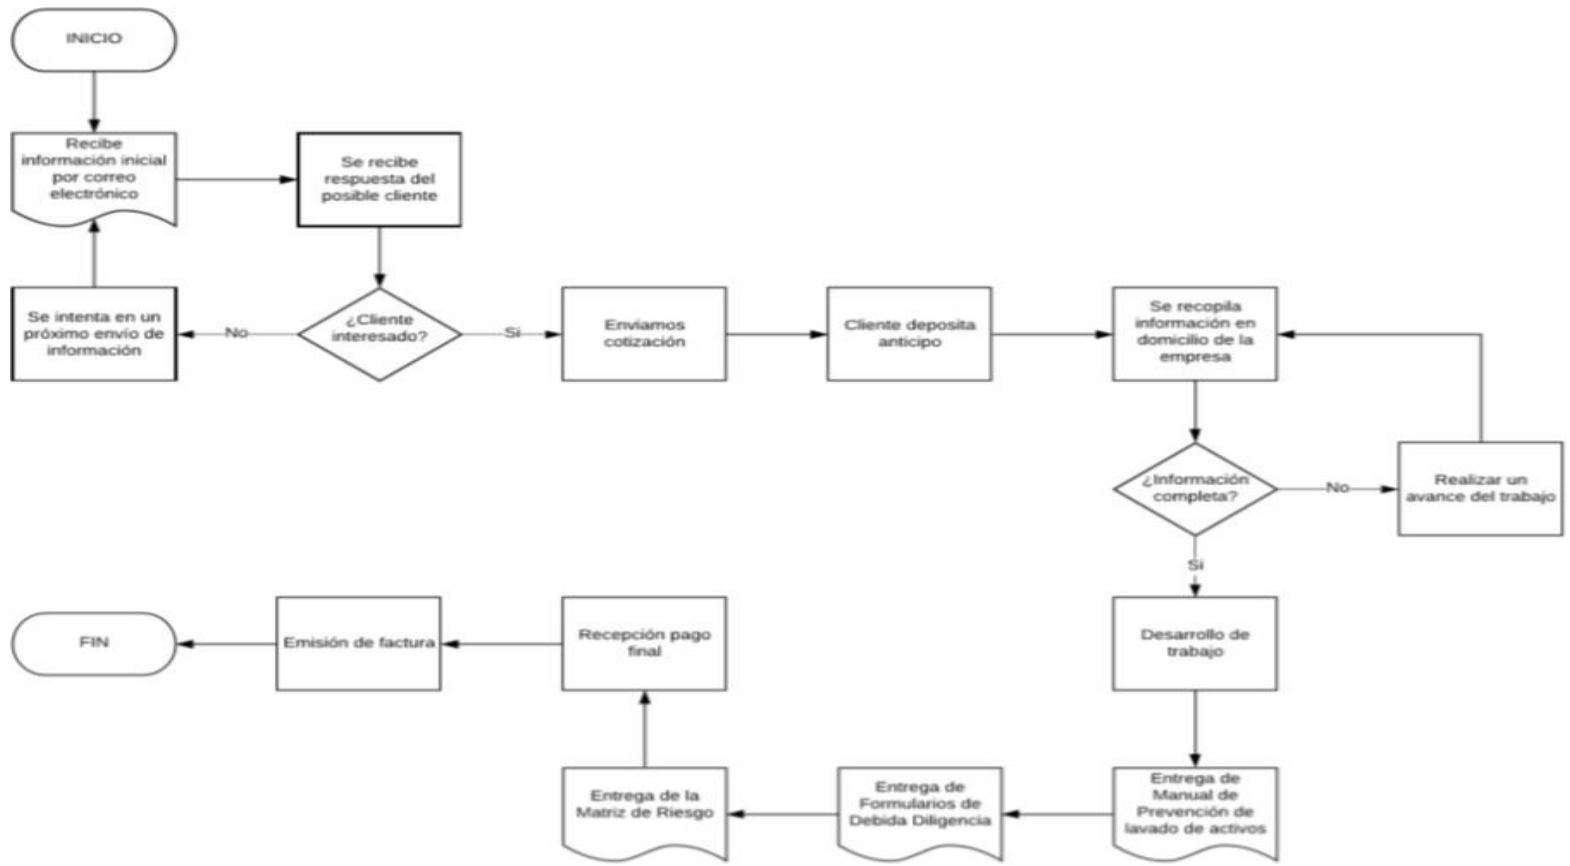 INICIO
Recibe
información inicial
por correo
electrónico
Se recibe
respuesta del
posible cliente
Se intenta en un
próximo envío de
información
No
¿Cliente
interesado?
Si
Enviamos
cotización
Cliente deposita
anticipo
Se recopila
información en
domicilio de la
empresa
¿Información
completa?
No
Realizar un
avance del trabajo
Si
Desarrollo de
trabajo
Entrega de
Manual de
Prevención de
lavado de activos
Entrega de
Formularios de
Debida Diligencia
Entrega de la
Matriz de Riesgo
Recepción pago
final
Emisión de factura
FIN